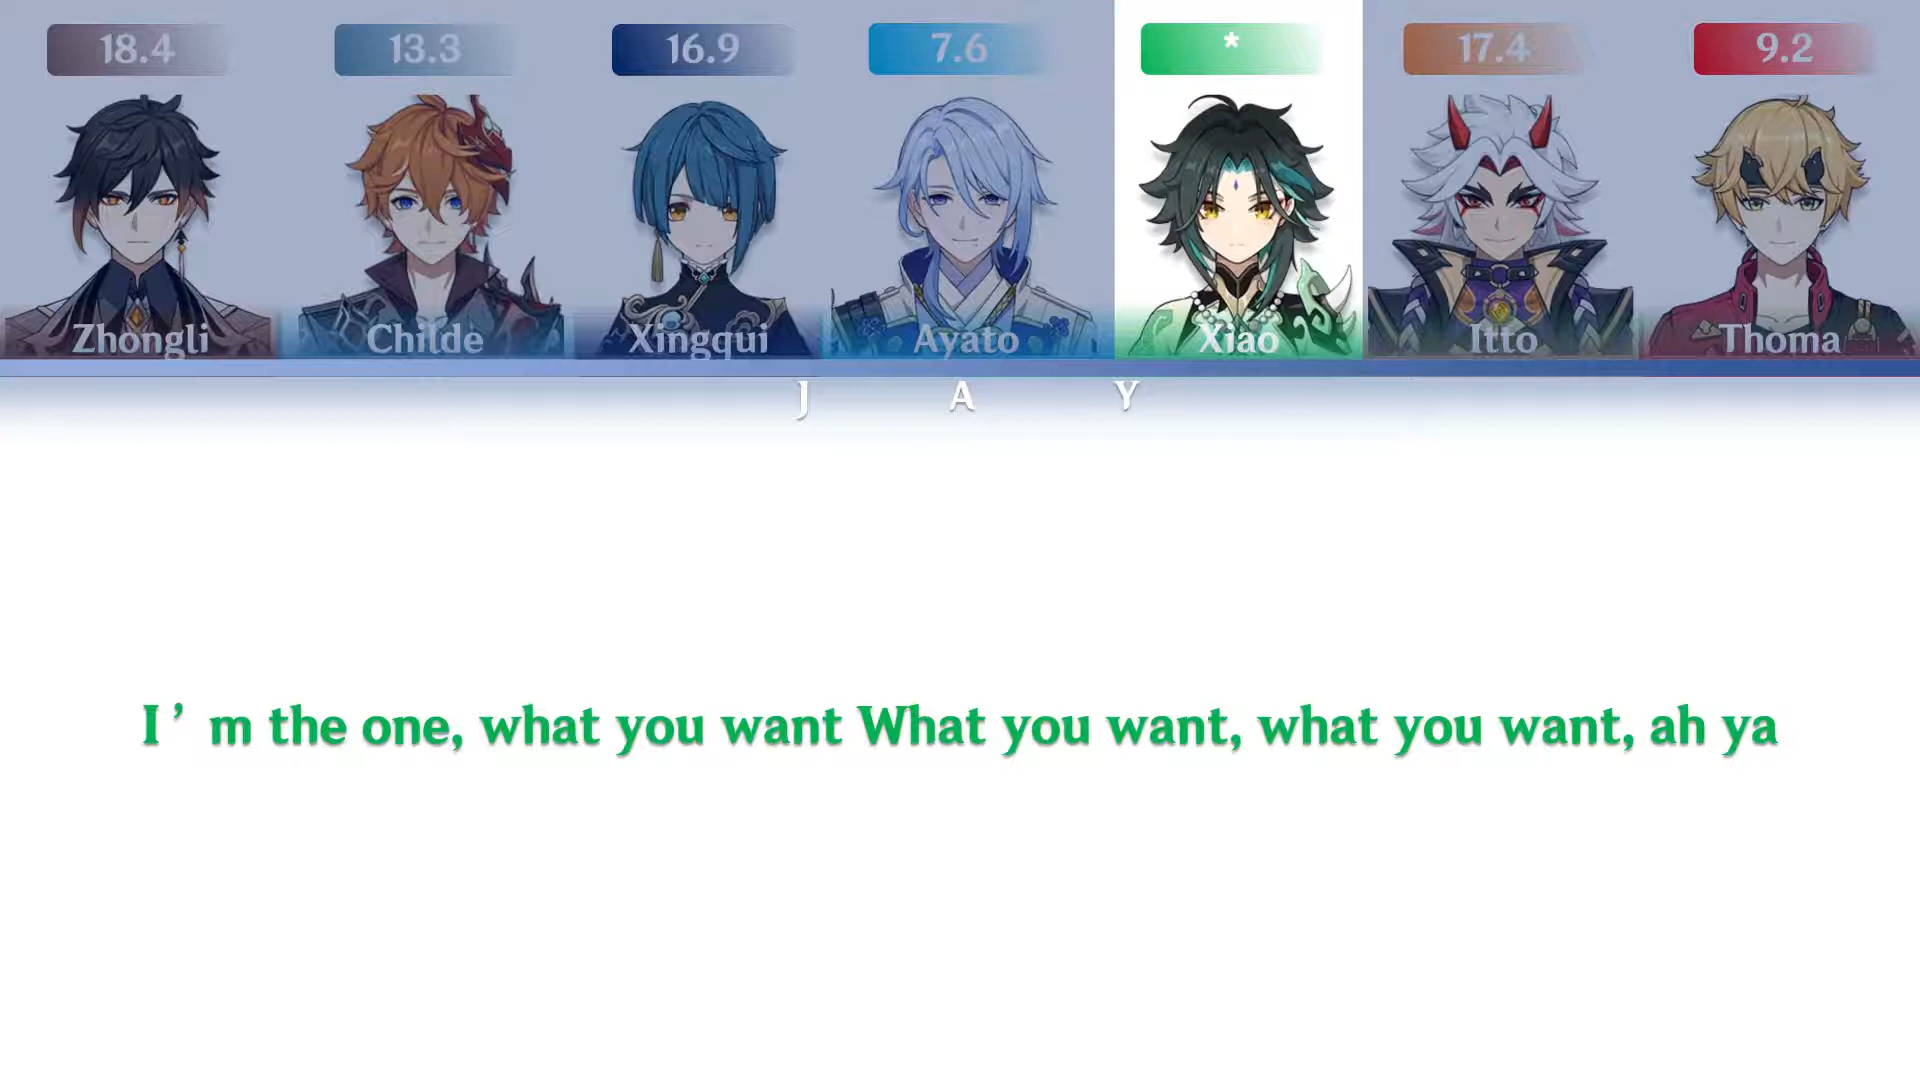 18.4 13.3 16.9 7.6 * 17.4 9.2
Zhongli Childe Xingqui Ayato Xiao Itto Thoma
J A Y
I’m the one, what you want What you want, what you want, ah ya